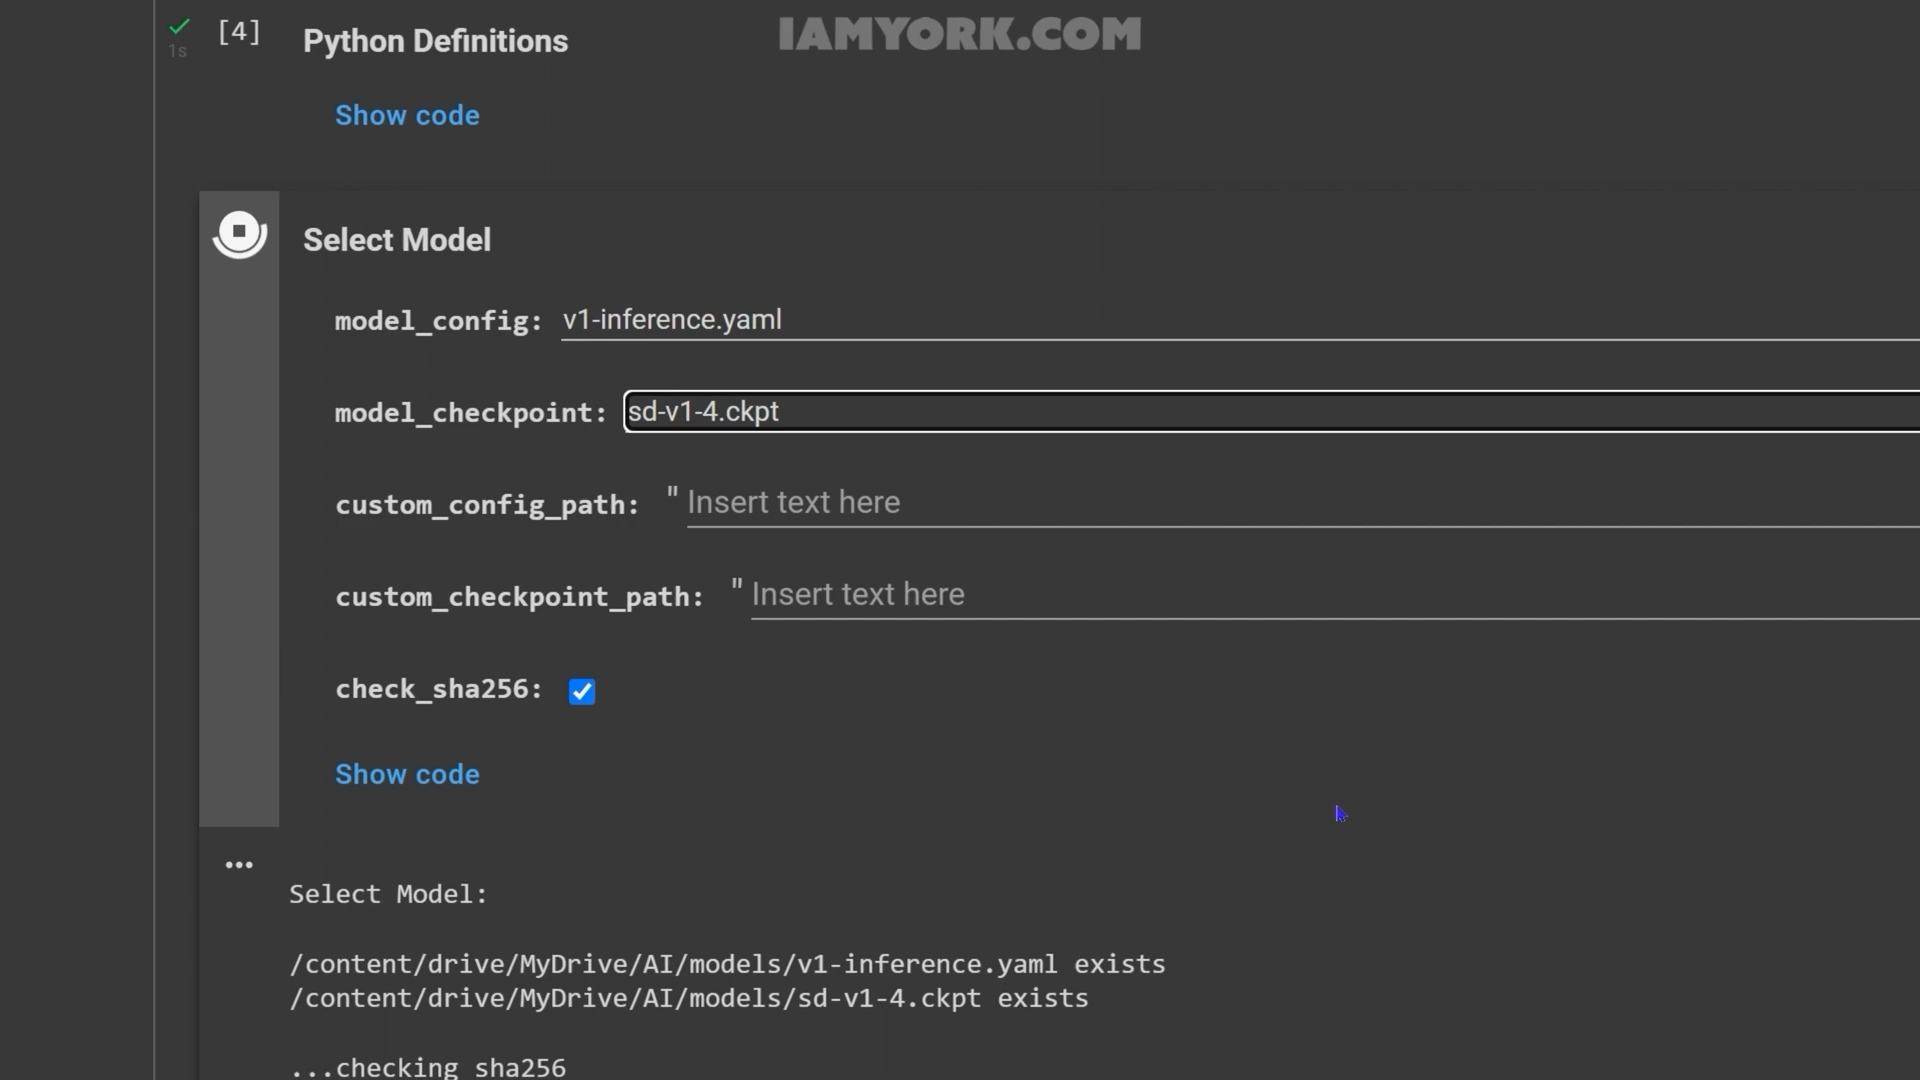 [4] Python Definitions
IAMYORK.COM
1s
Show code
Select Model
model_config: v1-inference.yaml
model_checkpoint: sd-v1-4.ckpt
custom_config_path: " Insert text here
custom_checkpoint_path: " Insert text here
check_sha256:
Show code
...
Select Model:
/content/drive/MyDrive/AI/models/v1-inference.yaml exists
/content/drive/MyDrive/AI/models/sd-v1-4.ckpt exists
...checking sha256